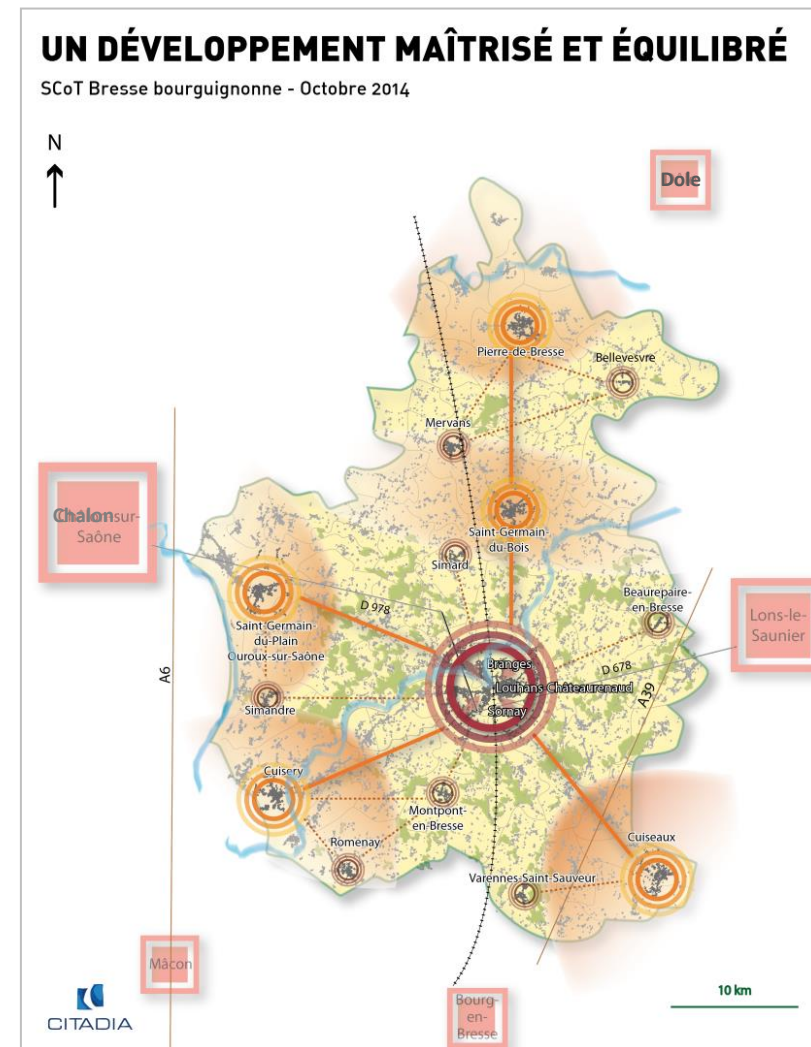 UN DÉVELOPPEMENT MAÎTRISÉ ET ÉQUILIBRÉ
SCoT Bresse bourguignonne - Octobre 2014
N
Dole
Pierre-de-Bresse
Bellevesvre
Mervans
Chalon-sur-
Saône
Saint-Germain-
du-Bois
Simard
Beaurepaire-
en-Bresse
Lons-le-
Saunier
D 978
Saint-Germain-
du-Plain
Ouroux-sur-Saône
Branges
D 678
Louhans-Châteaurenaud
A6
A39
Simandre
Sornay
Cuisery
Montpont-
en-Bresse
Cuiseaux
Romenay
Varennes-Saint-Sauveur
Mâcon
CITADIA
Bourg-
en-
Bresse
10 km